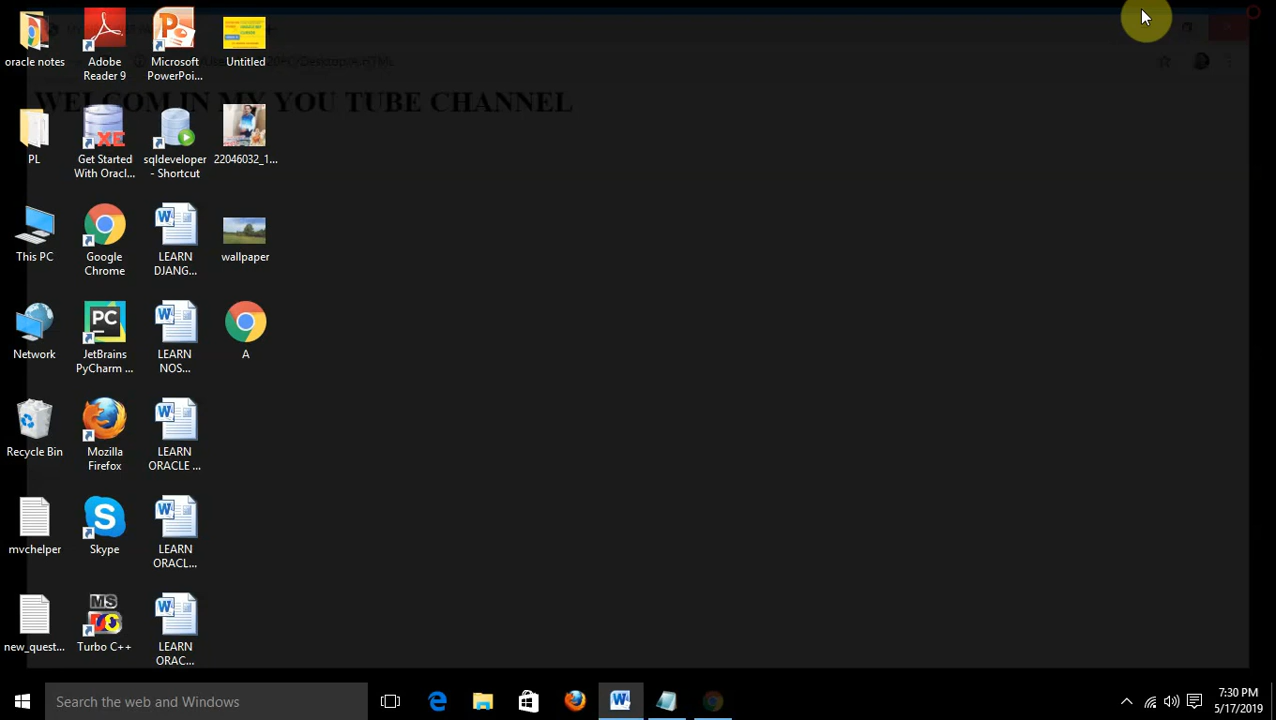 WELCOM IN MY YOU TUBE CHANNEL
oracle notes
Adobe
Reader 9
Microsoft
PowerPoi...
Untitled
PL
Get Started
With Oracl...
sqldeveloper
- Shortcut
22046032_1...
This PC
Google
Chrome
LEARN
DJANG...
wallpaper
Network
JetBrains
PyCharm ...
LEARN
NOS...
A
Recycle Bin
Mozilla
Firefox
LEARN
ORACLE ...
mvchelper
Skype
LEARN
ORACL...
new_quest...
Turbo C++
LEARN
ORAC...
Search the web and Windows
7:30 PM
5/17/2019